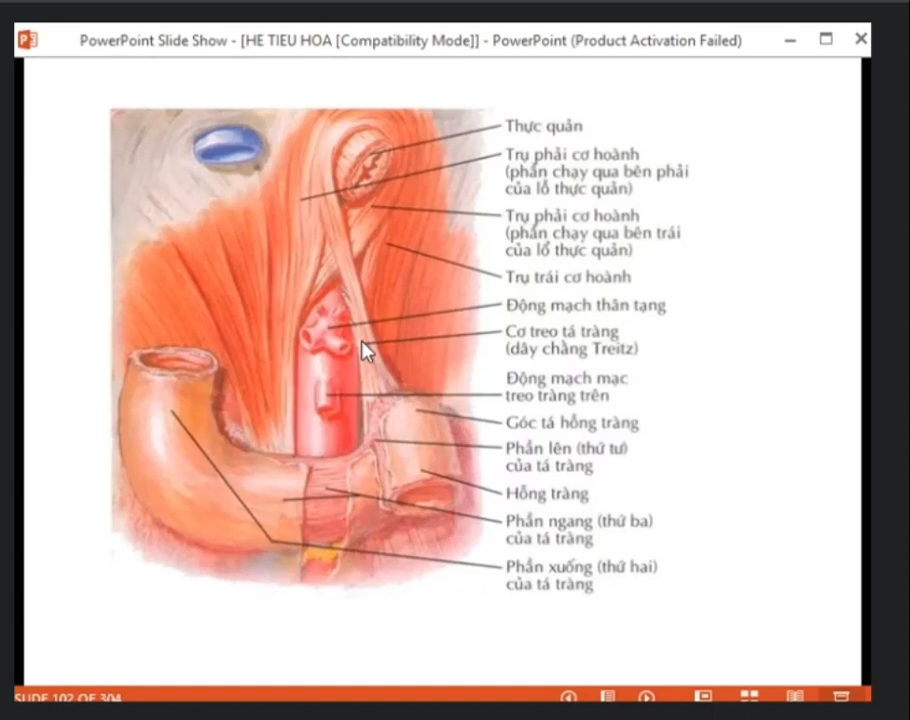 PowerPoint Slide Show - [HE TIEU HOA [Compatibility Mode]] - PowerPoint (Product Activation Failed)
Thực quản
Trụ phải cơ hoành
(phần chạy qua bên phải
của lỗ thực quản)
Trụ phải cơ hoành
(phần chạy qua bên trái
của lổ thực quản)
Trụ trái cơ hoành
Động mạch thân tạng
Cơ treo tá tràng
(dây chằng Treitz)
Động mạch mạc
treo tràng trên
Góc tá hỗng tràng
Phần lên (thứ tư)
của tá tràng
Hỗng tràng
Phần ngang (thứ ba)
của tá tràng
Phần xuống (thứ hai)
của tá tràng
SLIDE 102 OF 304